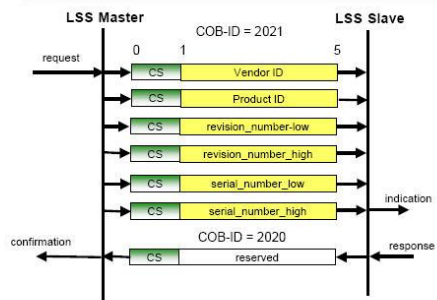 LSS Master LSS Slave
COB-ID = 2021
0 1 5
request
CS Vendor ID
CS Product ID
CS revision_number-low
CS revision_number_high
CS serial_number_low
CS serial_number_high
indication
COB-ID = 2020
confirmation
CS reserved
response